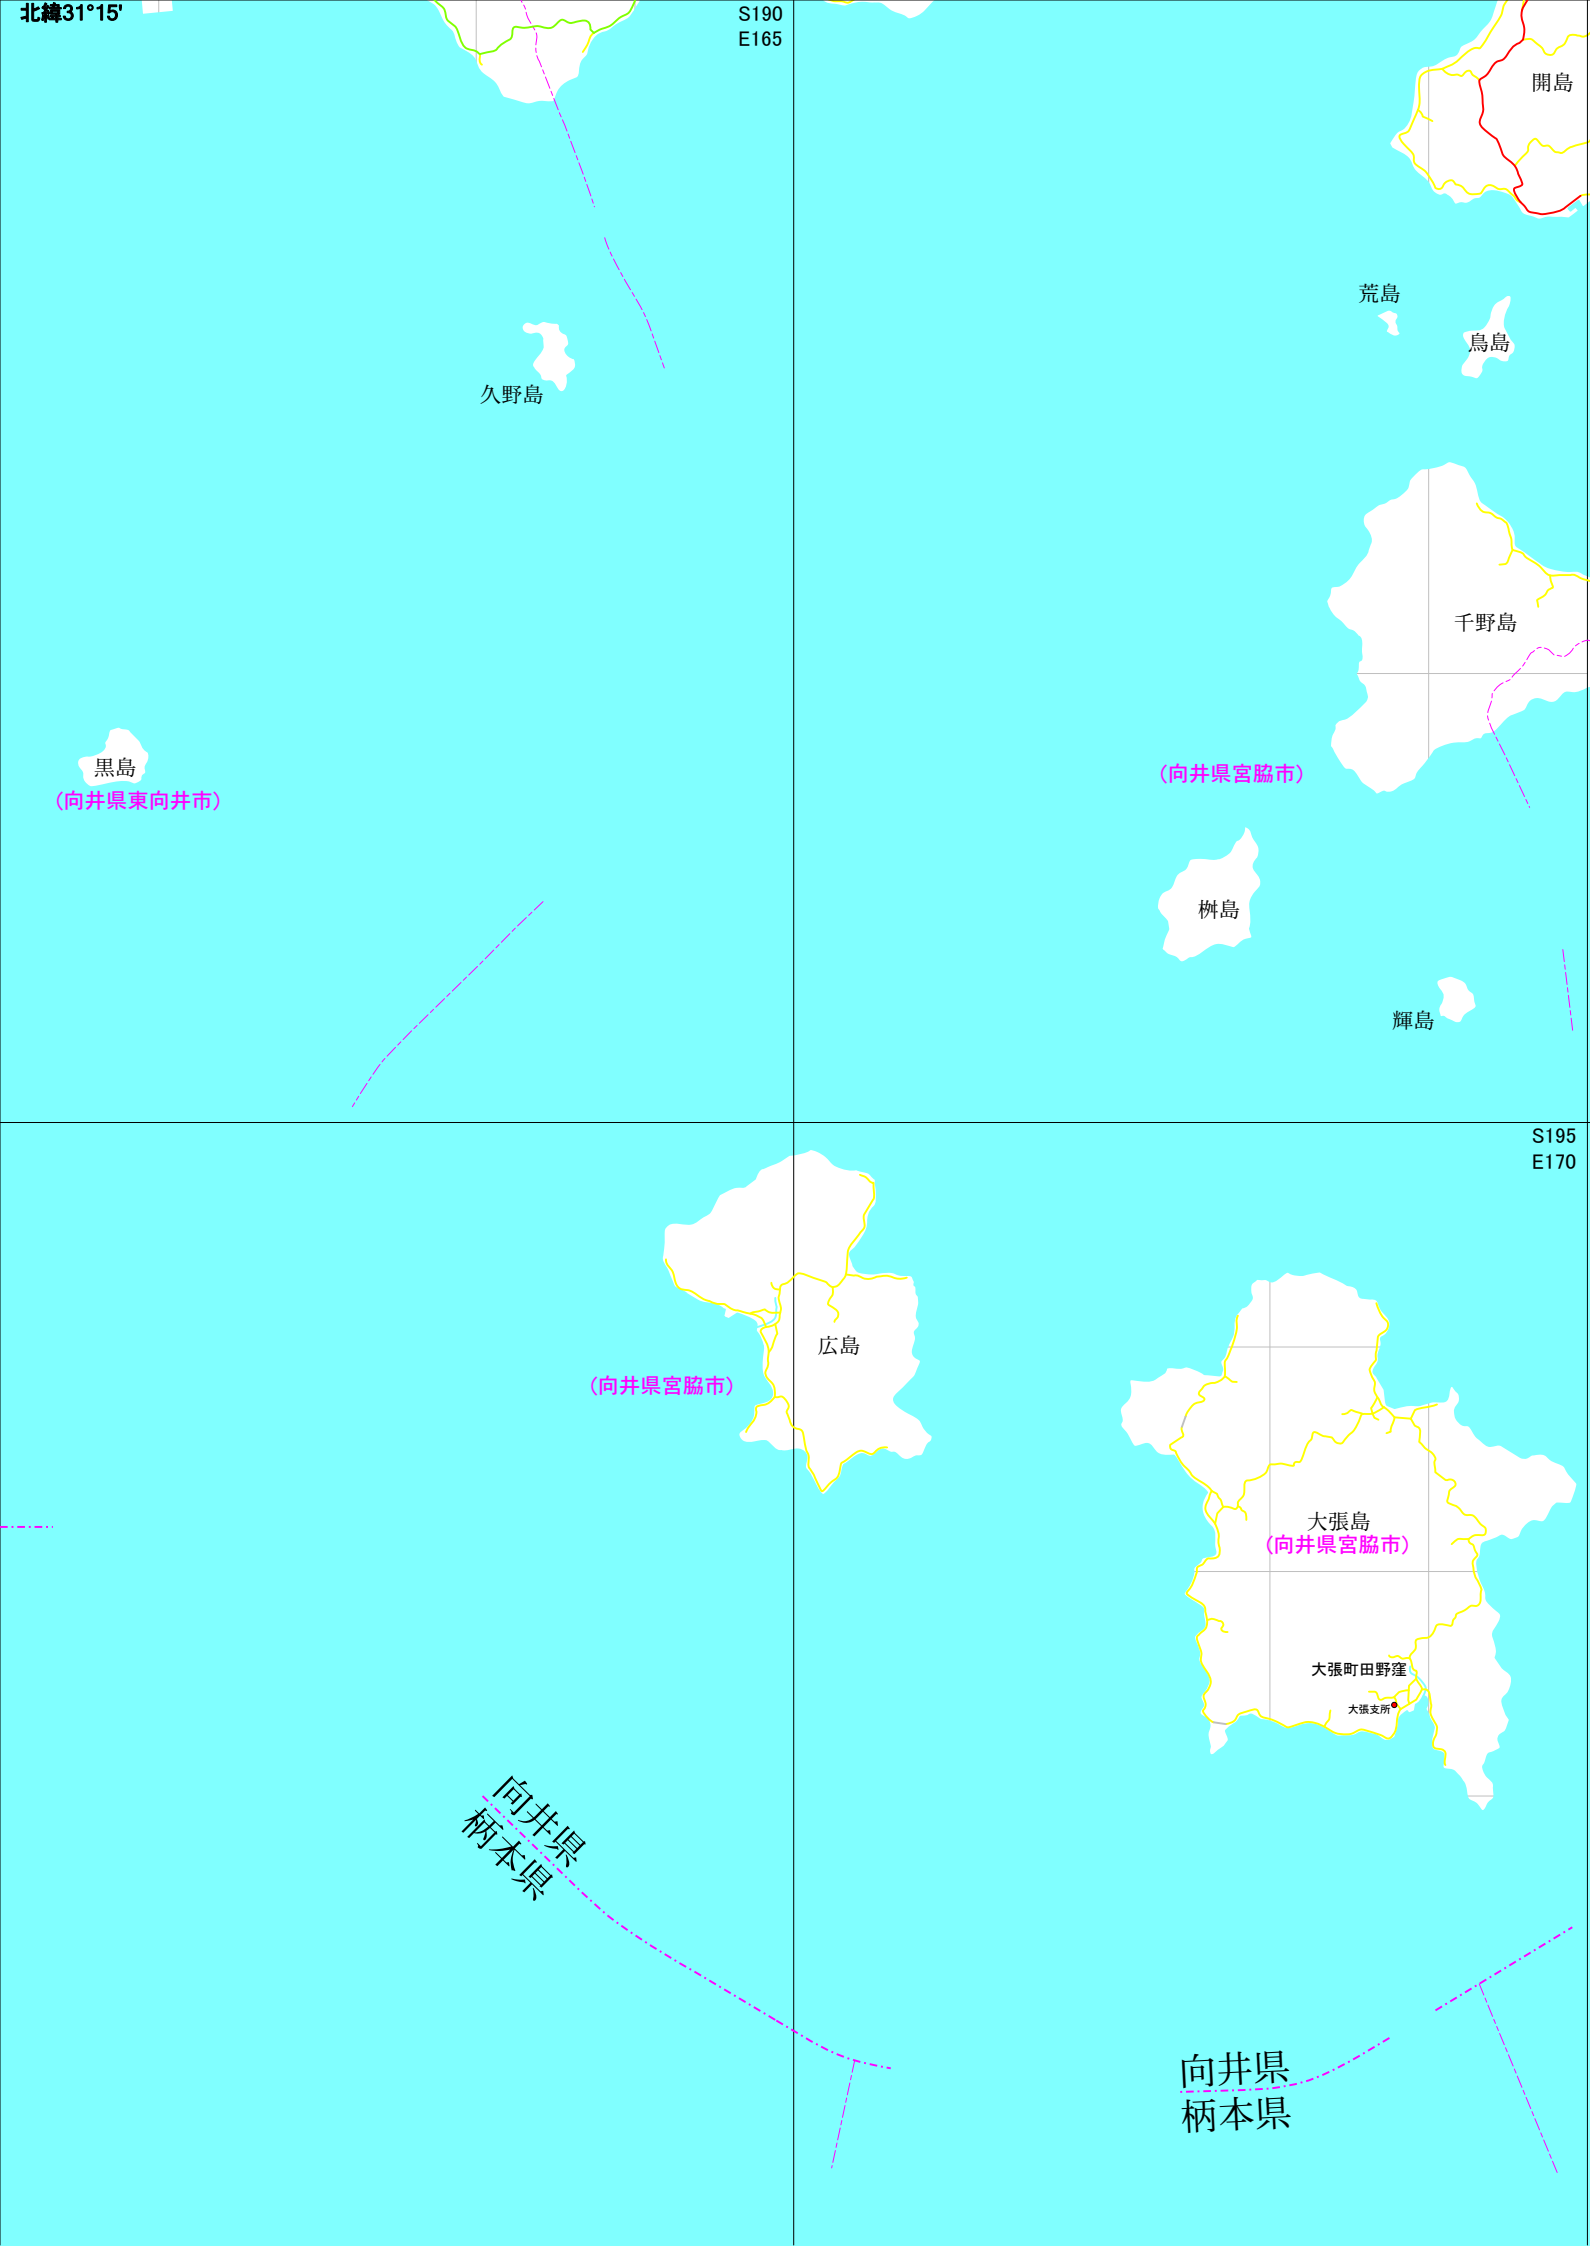 北緯31°15'
S190
E165
開島
荒島
鳥島
久野島
千野島
黒島
(向井県東向井市)
(向井県宮脇市)
桝島
輝島
S195
E170
広島
(向井県宮脇市)
大張島
(向井県宮脇市)
大張町田野窪
大張支所
向井県
柄本県
向井県
柄本県